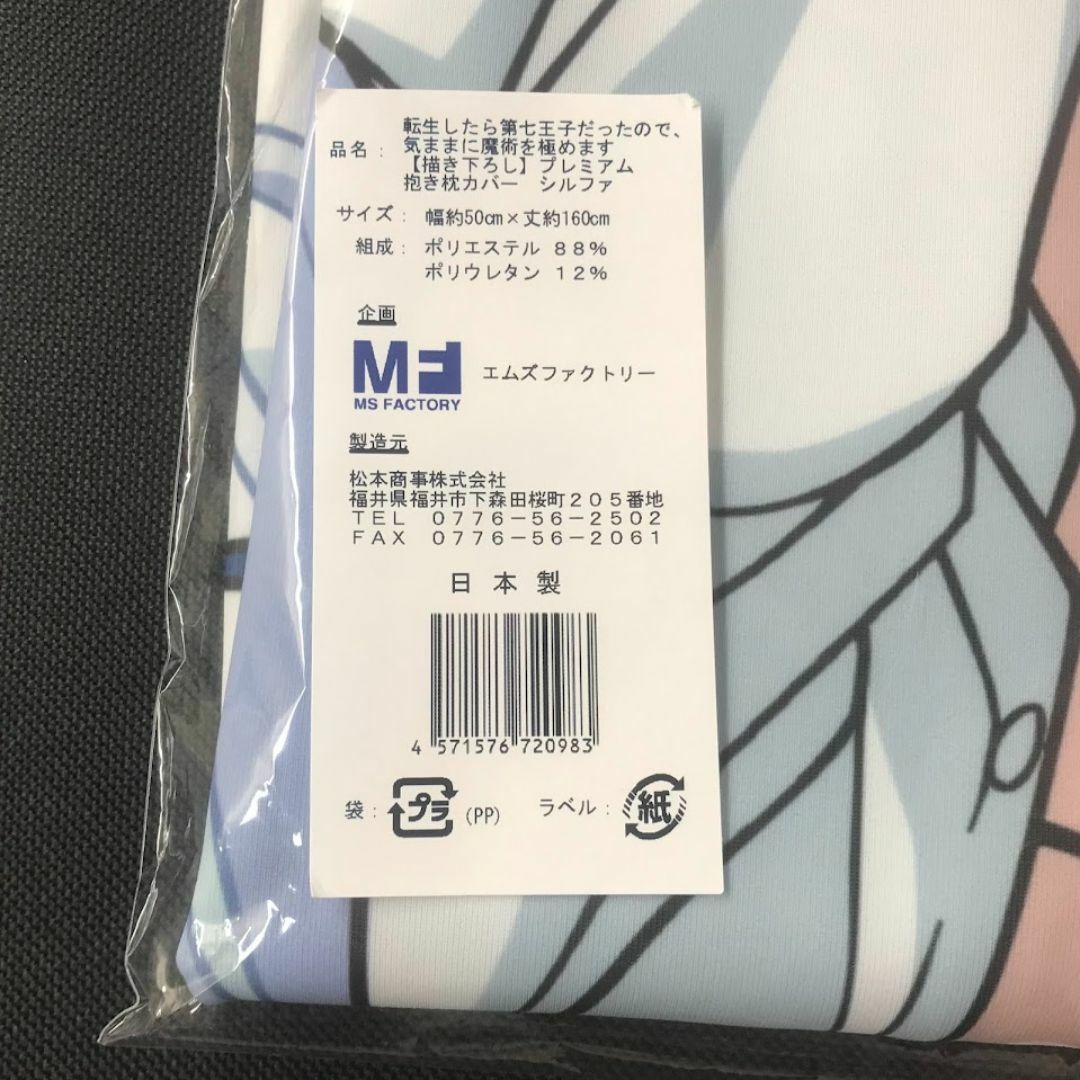 品名： 転生したら第七王子だったので、
気ままに魔術を極めます
【描き下ろし】プレミアム
抱き枕カバー　シルファ
サイズ： 幅約50㎝×丈約160㎝
組成： ポリエステル ８８％
ポリウレタン １２％
企画
MF エムズファクトリー
MS FACTORY
製造元
松本商事株式会社
福井県福井市下森田桜町２０５番地
ＴＥＬ　０７７６－５６－２５０２
ＦＡＸ　０７７６－５６－２０６１
日本製
4 571576 720983
袋： プラ (PP) ラベル： 紙